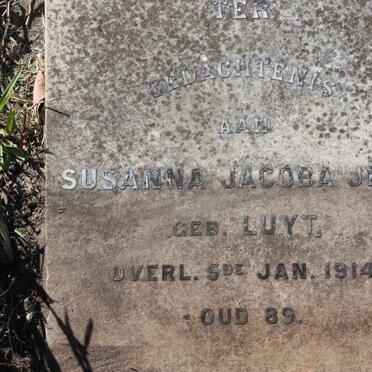 TER
GEDACHTENIS
AAN
SUSANNA JACOBA
GEB. LUYT.
OVERL. 5DE JAN. 1914
OUD 89.